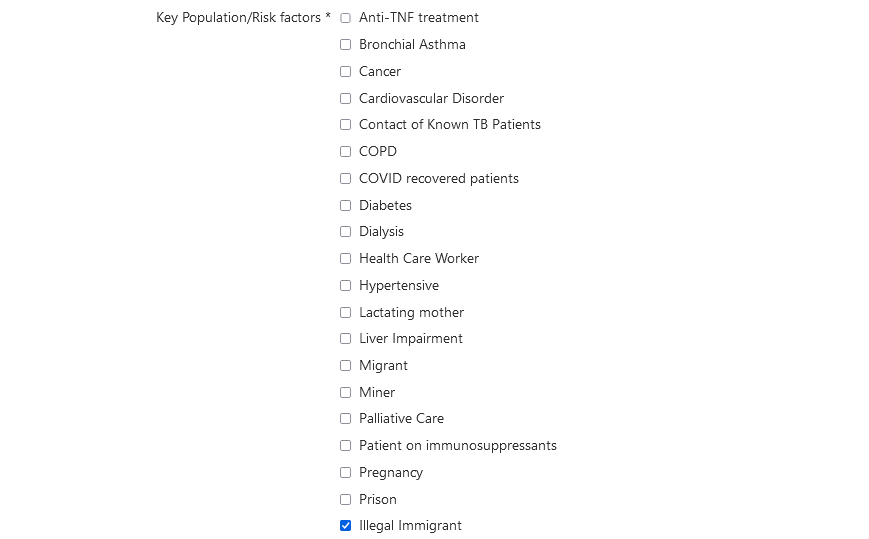 Key Population/Risk factors * Anti-TNF treatment
Bronchial Asthma
Cancer
Cardiovascular Disorder
Contact of Known TB Patients
COPD
COVID recovered patients
Diabetes
Dialysis
Health Care Worker
Hypertensive
Lactating mother
Liver Impairment
Migrant
Miner
Palliative Care
Patient on immunosuppressants
Pregnancy
Prison
Illegal Immigrant